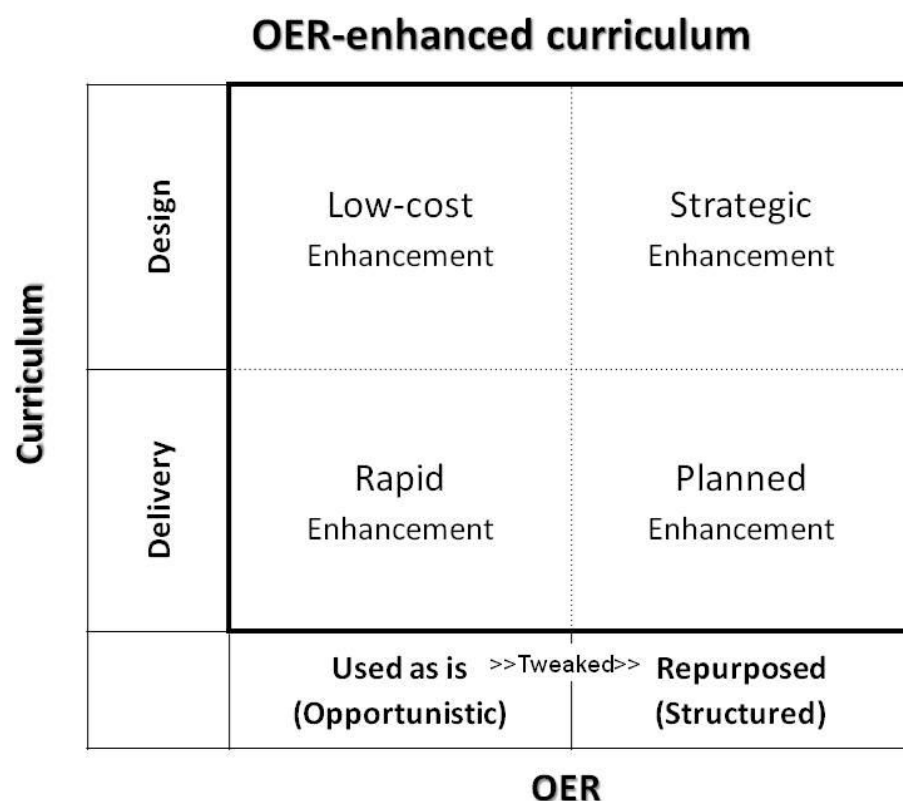 OER-enhanced curriculum
Curriculum
Design
Low-cost
Enhancement
Strategic
Enhancement
Delivery
Rapid
Enhancement
Planned
Enhancement
Used as is
(Opportunistic)
>>Tweaked>>
Repurposed
(Structured)
OER